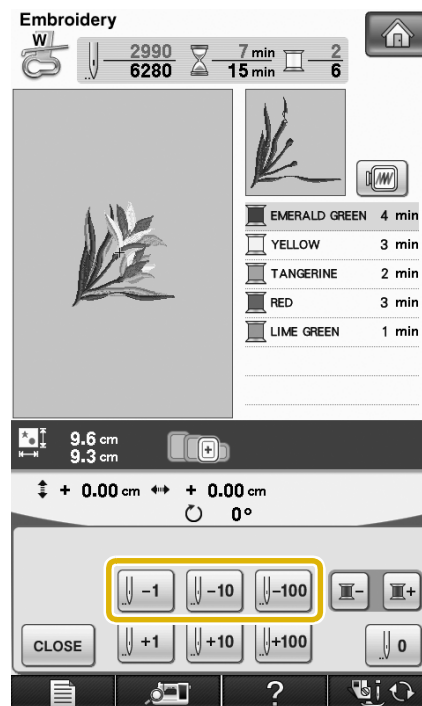 Embroidery
W
2990 7 min 2
6280 15 min 6
EMERALD GREEN 4 min
YELLOW 3 min
TANGERINE 2 min
RED 3 min
LIME GREEN 1 min
9.6 cm
9.3 cm
+ 0.00 cm + 0.00 cm
0°
-1 -10 -100 - +
CLOSE +1 +10 +100 0
?